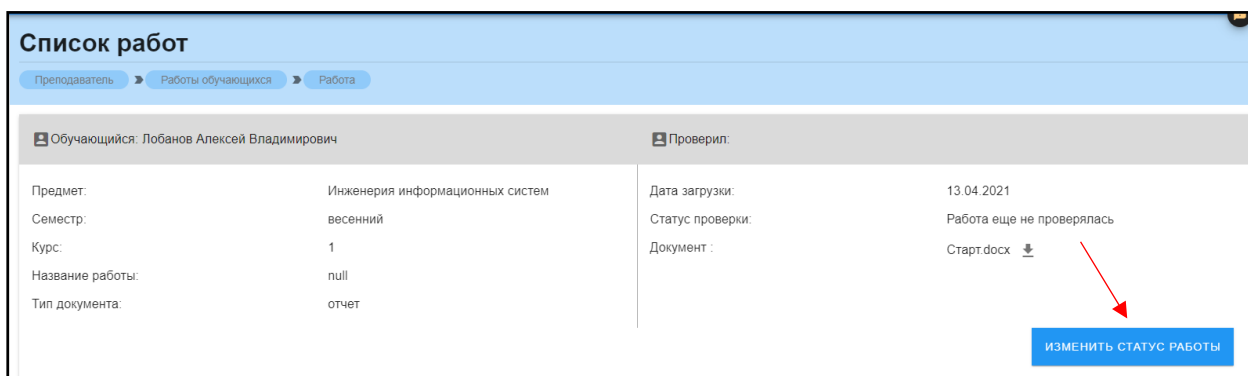 Список работ
Преподаватель Работы обучающихся Работа
Обучающийся: Лобанов Алексей Владимирович
Проверил:
Предмет: Инженерия информационных систем
Семестр: весенний
Курс: 1
Название работы: null
Тип документа: отчет
Дата загрузки: 13.04.2021
Статус проверки: Работа еще не проверялась
Документ : Старт.docx
ИЗМЕНИТЬ СТАТУС РАБОТЫ